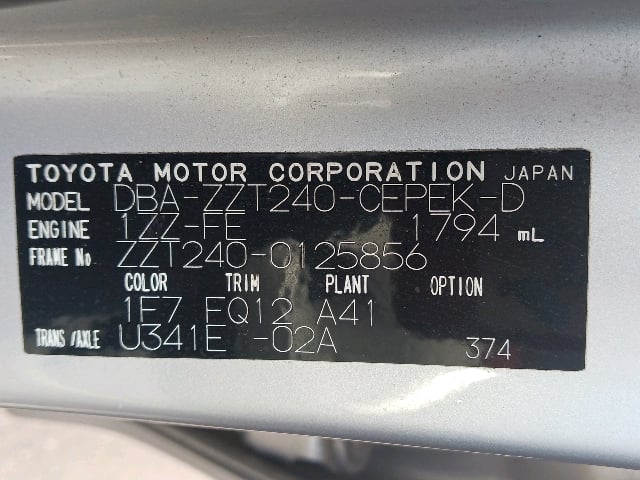 TOYOTA MOTOR CORPORATION JAPAN
MODEL DBA-ZZT240-CEPEK-D
ENGINE 1ZZ-FE 1794 mL
FRAME No ZZT240-0125856
COLOR TRIM PLANT OPTION
1F7 FQ12 A41
TRANS/AXLE U341E -02A 374